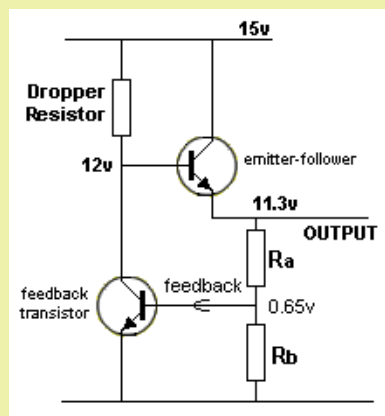 15v
Dropper
Resistor
12v
emitter-follower
11.3v
OUTPUT
Ra
feedback
0.65v
feedback
transistor
Rb